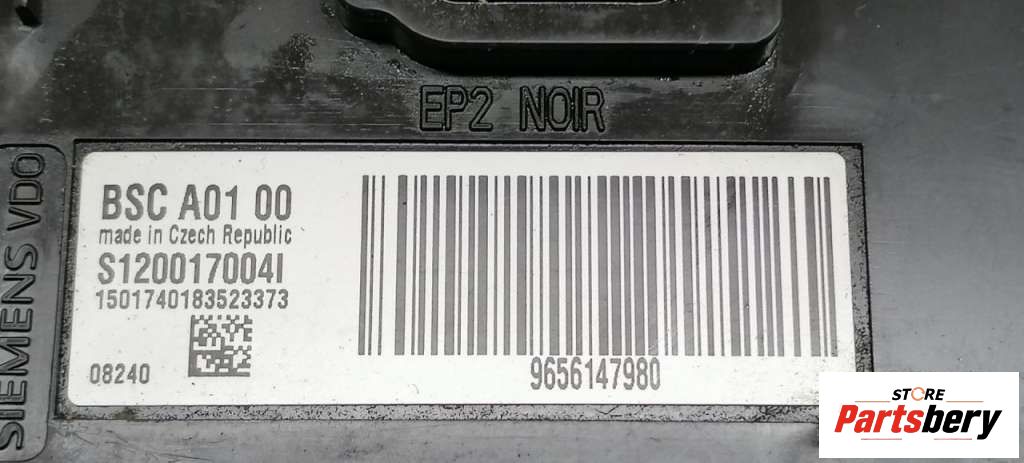 EP2 NOIR
SIEMENS VDO
BSC A01 00
made in Czech Republic
S120017004I
1501740183523373
08240
9656147980
STORE
Partsbery